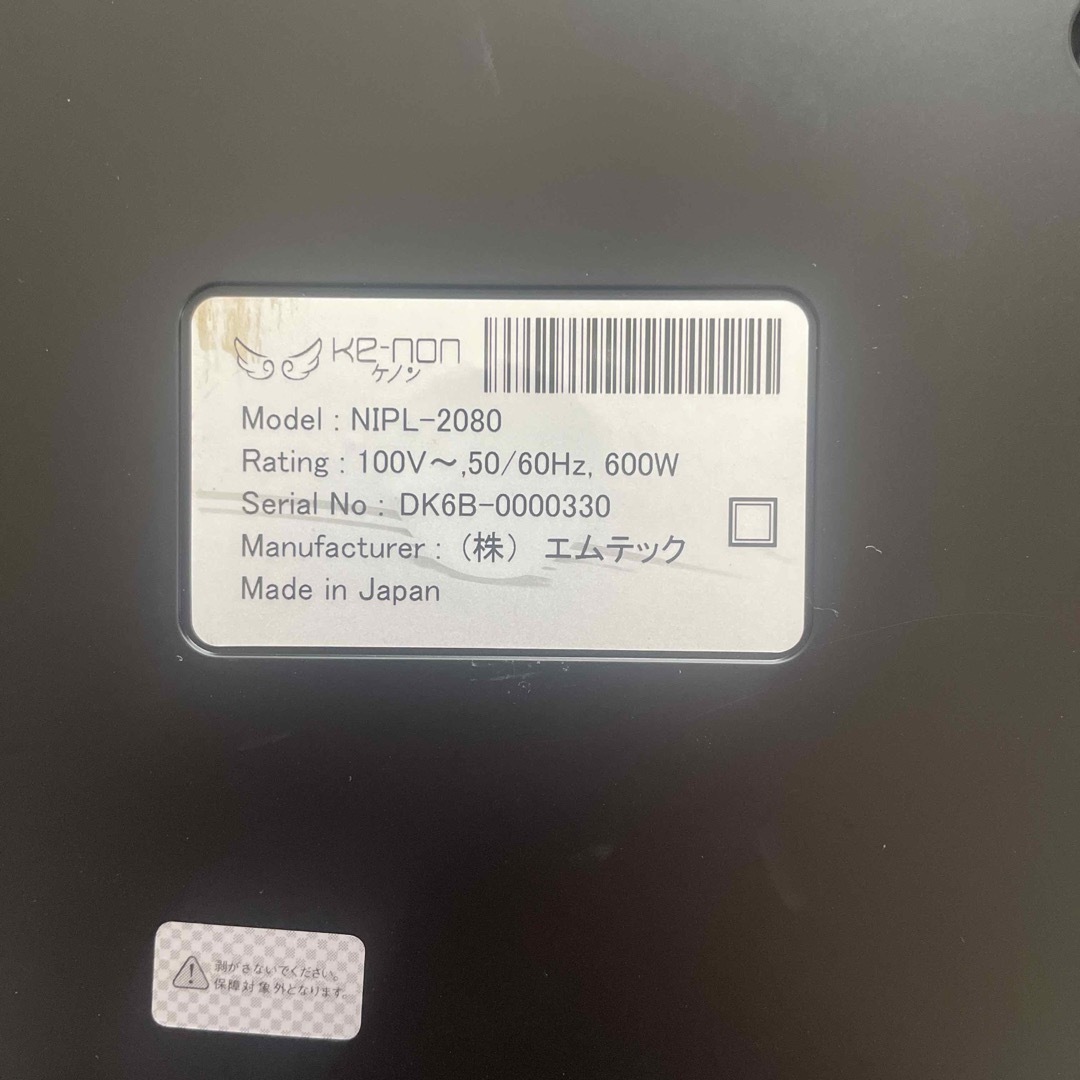 Ke-non
ケノン
Model : NIPL-2080
Rating : 100V～,50/60Hz, 600W
Serial No : DK6B-0000330
Manufacturer : （株） エムテック
Made in Japan
剥がさないでください。
保障対象外となります。